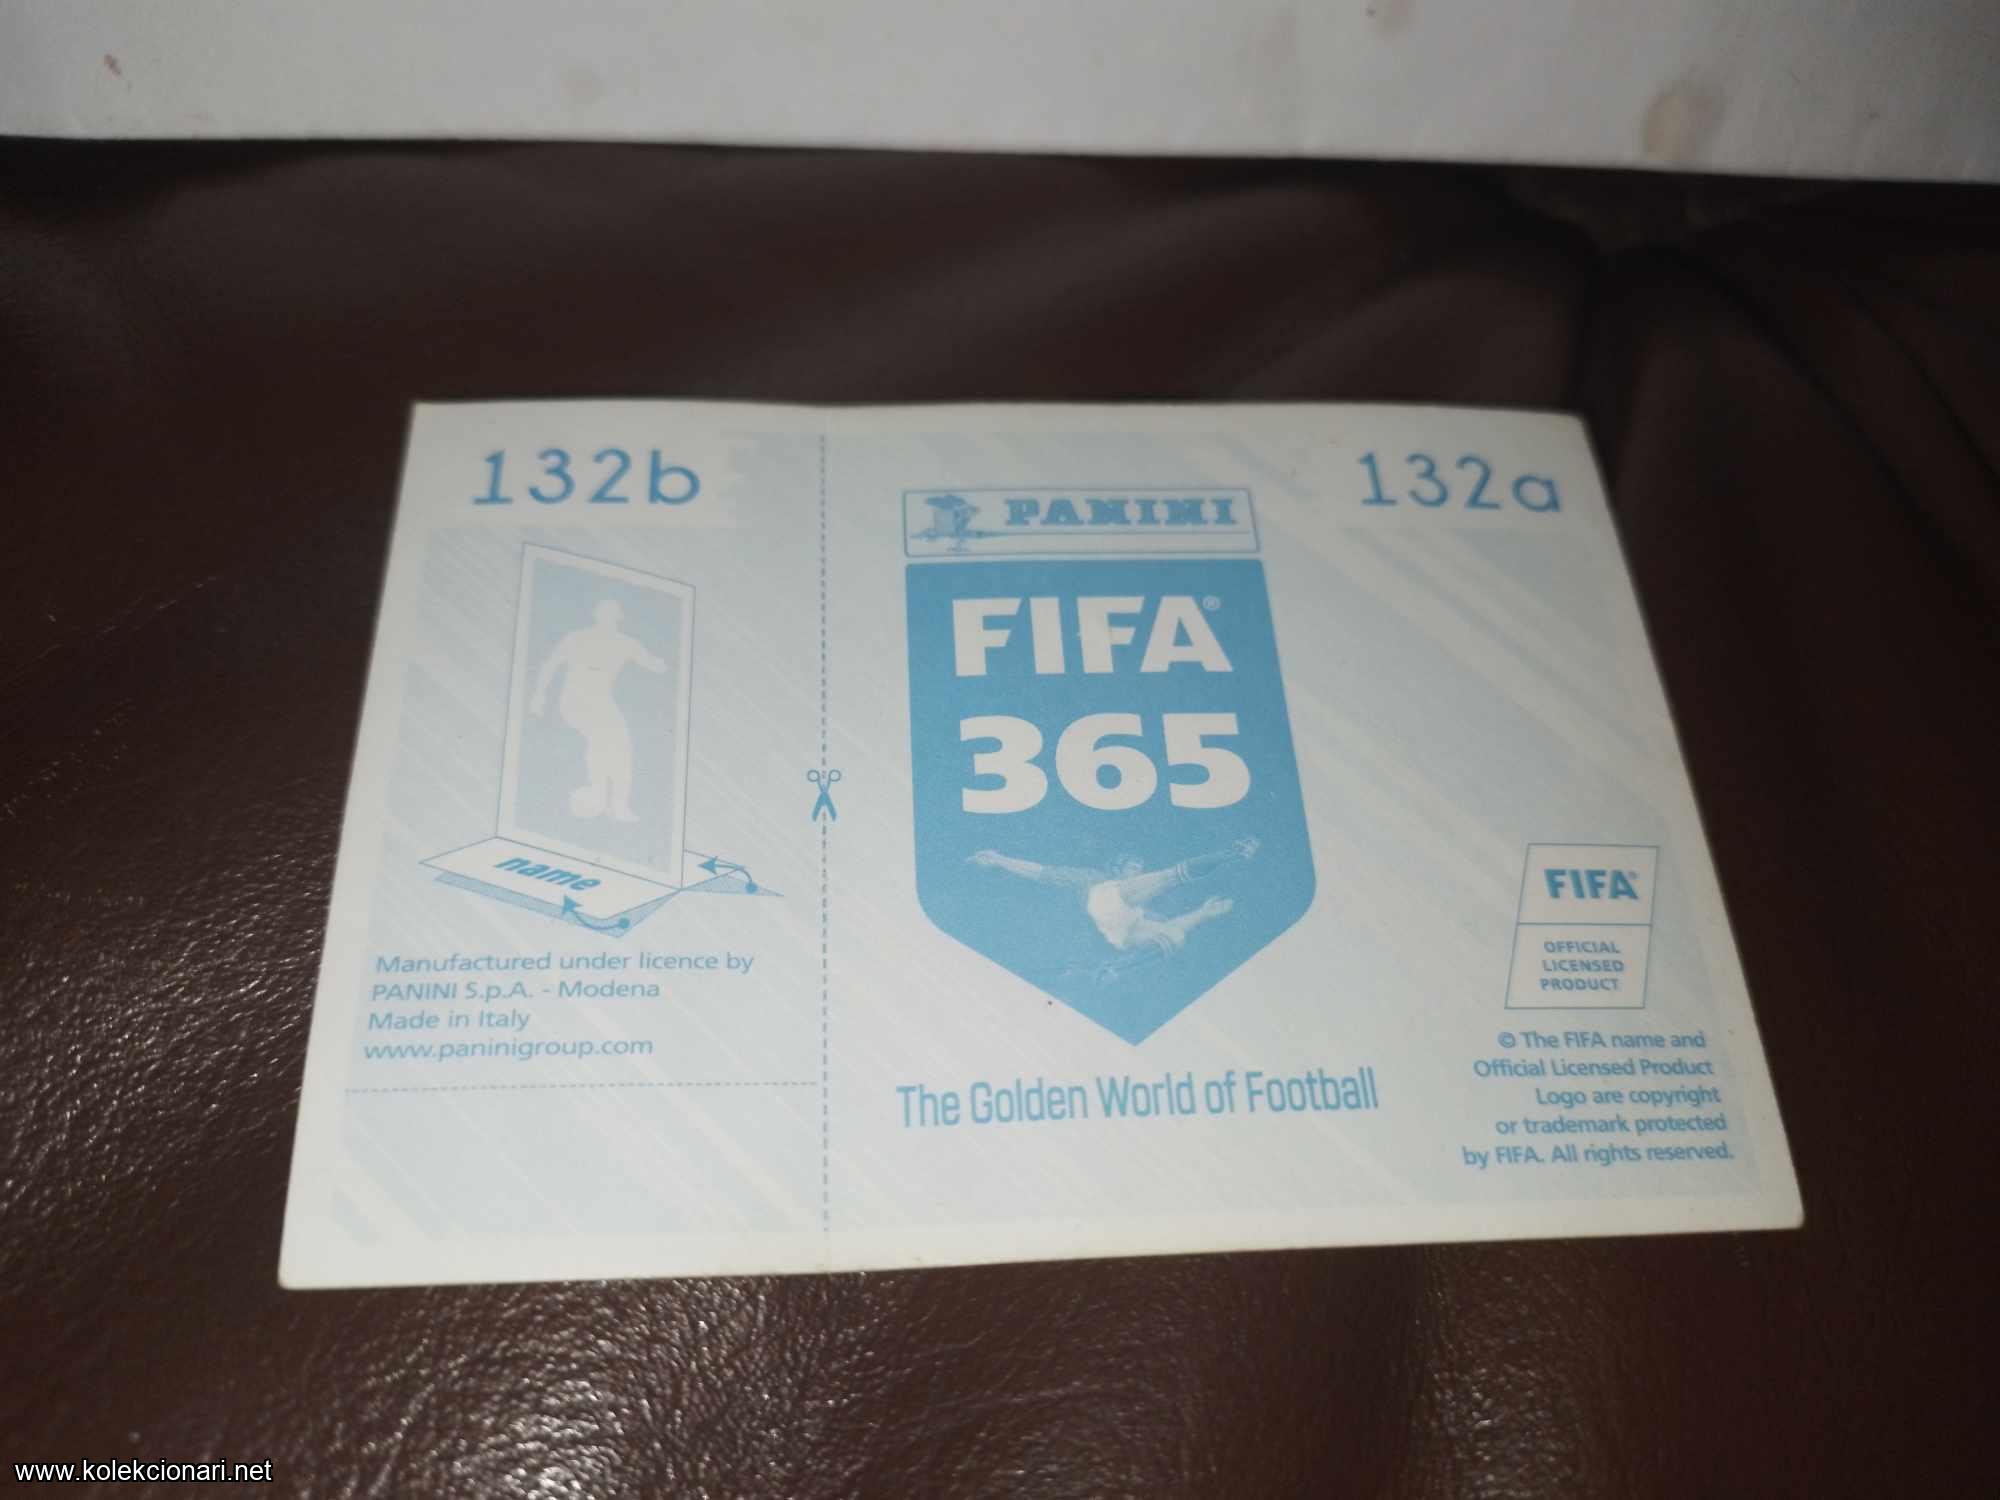 132b
name
Manufactured under licence by
PANINI S.p.A. - Modena
Made in Italy
www.paninigroup.com
PANINI
FIFA®
365
The Golden World of Football
132a
FIFA®
OFFICIAL
LICENSED
PRODUCT
© The FIFA name and
Official Licensed Product
Logo are copyright
or trademark protected
by FIFA. All rights reserved.
www.kolekcionari.net